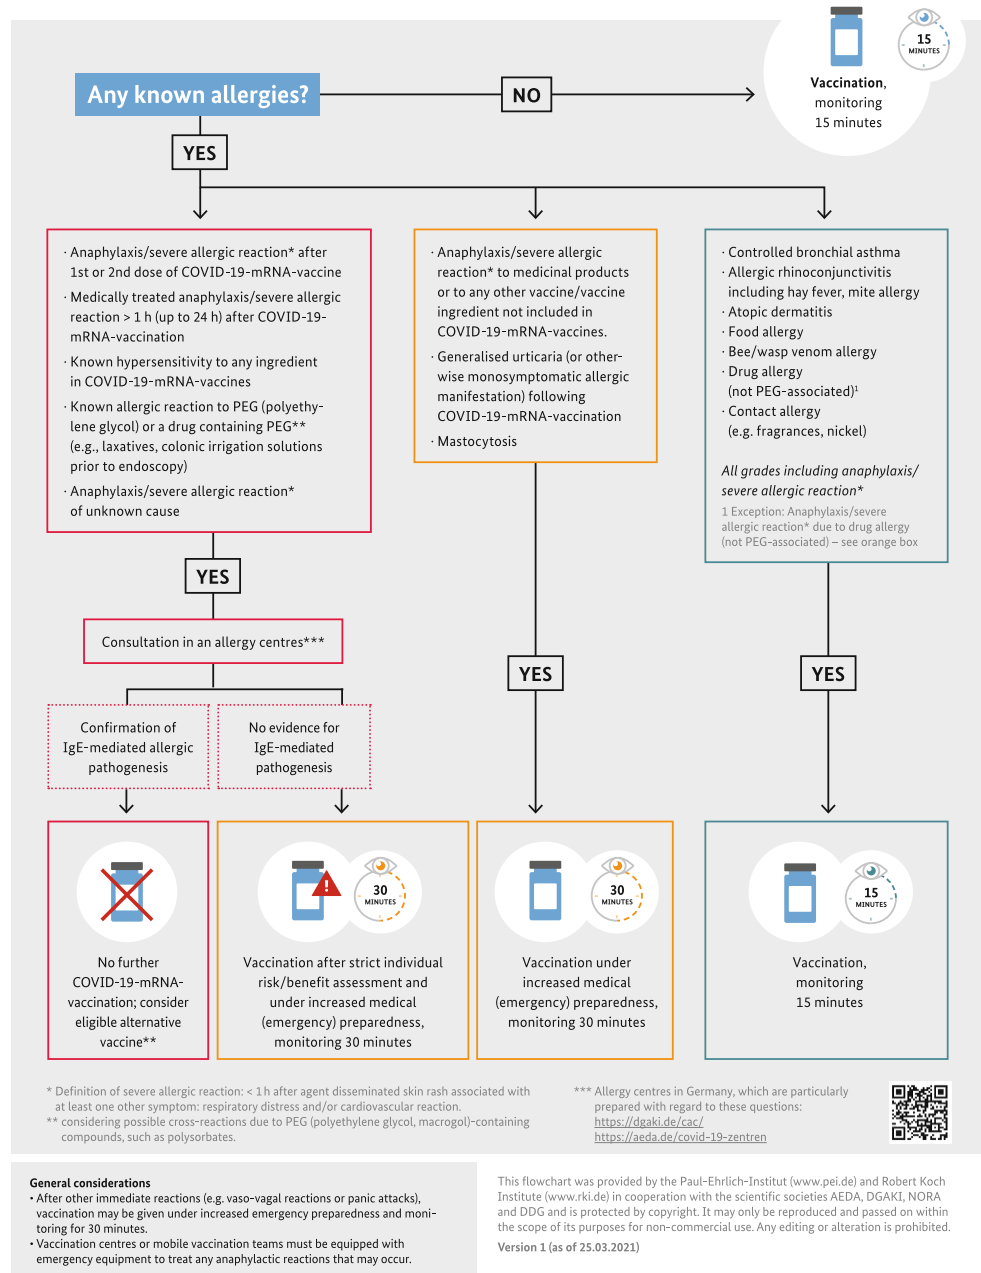 15
MINUTES
Vaccination,
monitoring
15 minutes
Any known allergies?
NO
YES
· Anaphylaxis/severe allergic reaction* after
1st or 2nd dose of COVID-19-mRNA-vaccine
· Medically treated anaphylaxis/severe allergic
reaction > 1 h (up to 24 h) after COVID-19-
mRNA-vaccination
· Known hypersensitivity to any ingredient
in COVID-19-mRNA-vaccines
· Known allergic reaction to PEG (polyethy-
lene glycol) or a drug containing PEG**
(e.g., laxatives, colonic irrigation solutions
prior to endoscopy)
· Anaphylaxis/severe allergic reaction*
of unknown cause
· Anaphylaxis/severe allergic
reaction* to medicinal products
or to any other vaccine/vaccine
ingredient not included in
COVID-19-mRNA-vaccines.
· Generalised urticaria (or other-
wise monosymptomatic allergic
manifestation) following
COVID-19-mRNA-vaccination
· Mastocytosis
· Controlled bronchial asthma
· Allergic rhinoconjunctivitis
including hay fever, mite allergy
· Atopic dermatitis
· Food allergy
· Bee/wasp venom allergy
· Drug allergy
(not PEG-associated)¹
· Contact allergy
(e.g. fragrances, nickel)
All grades including anaphylaxis/
severe allergic reaction*
1 Exception: Anaphylaxis/severe
allergic reaction* due to drug allergy
(not PEG-associated) – see orange box
YES
Consultation in an allergy centres***
YES
YES
Confirmation of
IgE-mediated allergic
pathogenesis
No evidence for
IgE-mediated
pathogenesis
No further
COVID-19-mRNA-
vaccination; consider
eligible alternative
vaccine**
!
30
MINUTES
Vaccination after strict individual
risk/benefit assessment and
under increased medical
(emergency) preparedness,
monitoring 30 minutes
30
MINUTES
Vaccination under
increased medical
(emergency) preparedness,
monitoring 30 minutes
15
MINUTES
Vaccination,
monitoring
15 minutes
* Definition of severe allergic reaction: < 1 h after agent disseminated skin rash associated with
at least one other symptom: respiratory distress and/or cardiovascular reaction.
** considering possible cross-reactions due to PEG (polyethylene glycol, macrogol)-containing
compounds, such as polysorbates.
*** Allergy centres in Germany, which are particularly
prepared with regard to these questions:
https://dgaki.de/cac/
https://aeda.de/covid-19-zentren
General considerations
• After other immediate reactions (e.g. vaso-vagal reactions or panic attacks),
vaccination may be given under increased emergency preparedness and moni-
toring for 30 minutes.
• Vaccination centres or mobile vaccination teams must be equipped with
emergency equipment to treat any anaphylactic reactions that may occur.
This flowchart was provided by the Paul-Ehrlich-Institut (www.pei.de) and Robert Koch
Institute (www.rki.de) in cooperation with the scientific societies AEDA, DGAKI, NORA
and DDG and is protected by copyright. It may only be reproduced and passed on within
the scope of its purposes for non-commercial use. Any editing or alteration is prohibited.
Version 1 (as of 25.03.2021)